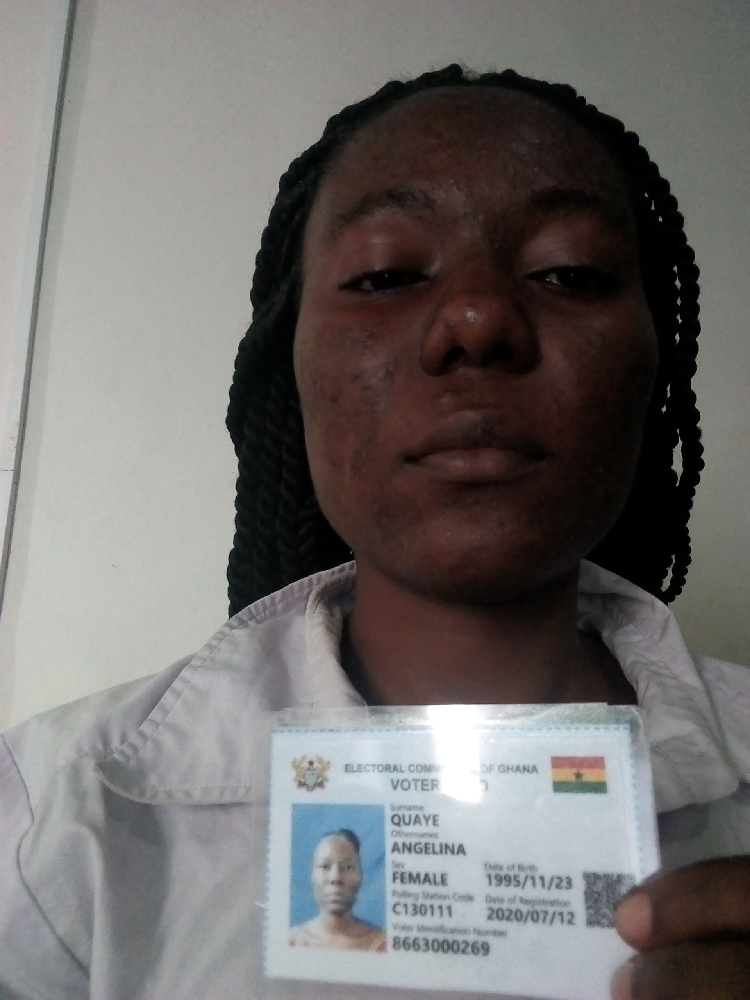 ELECTORAL OF GHANA
VOTER
Surname
QUAYE
Othernames
ANGELINA
Sex Date of Birth
FEMALE 1995/11/23
Polling Station Code Date of Registration
C130111 2020/07/12
Voter Identification Number
8663000269